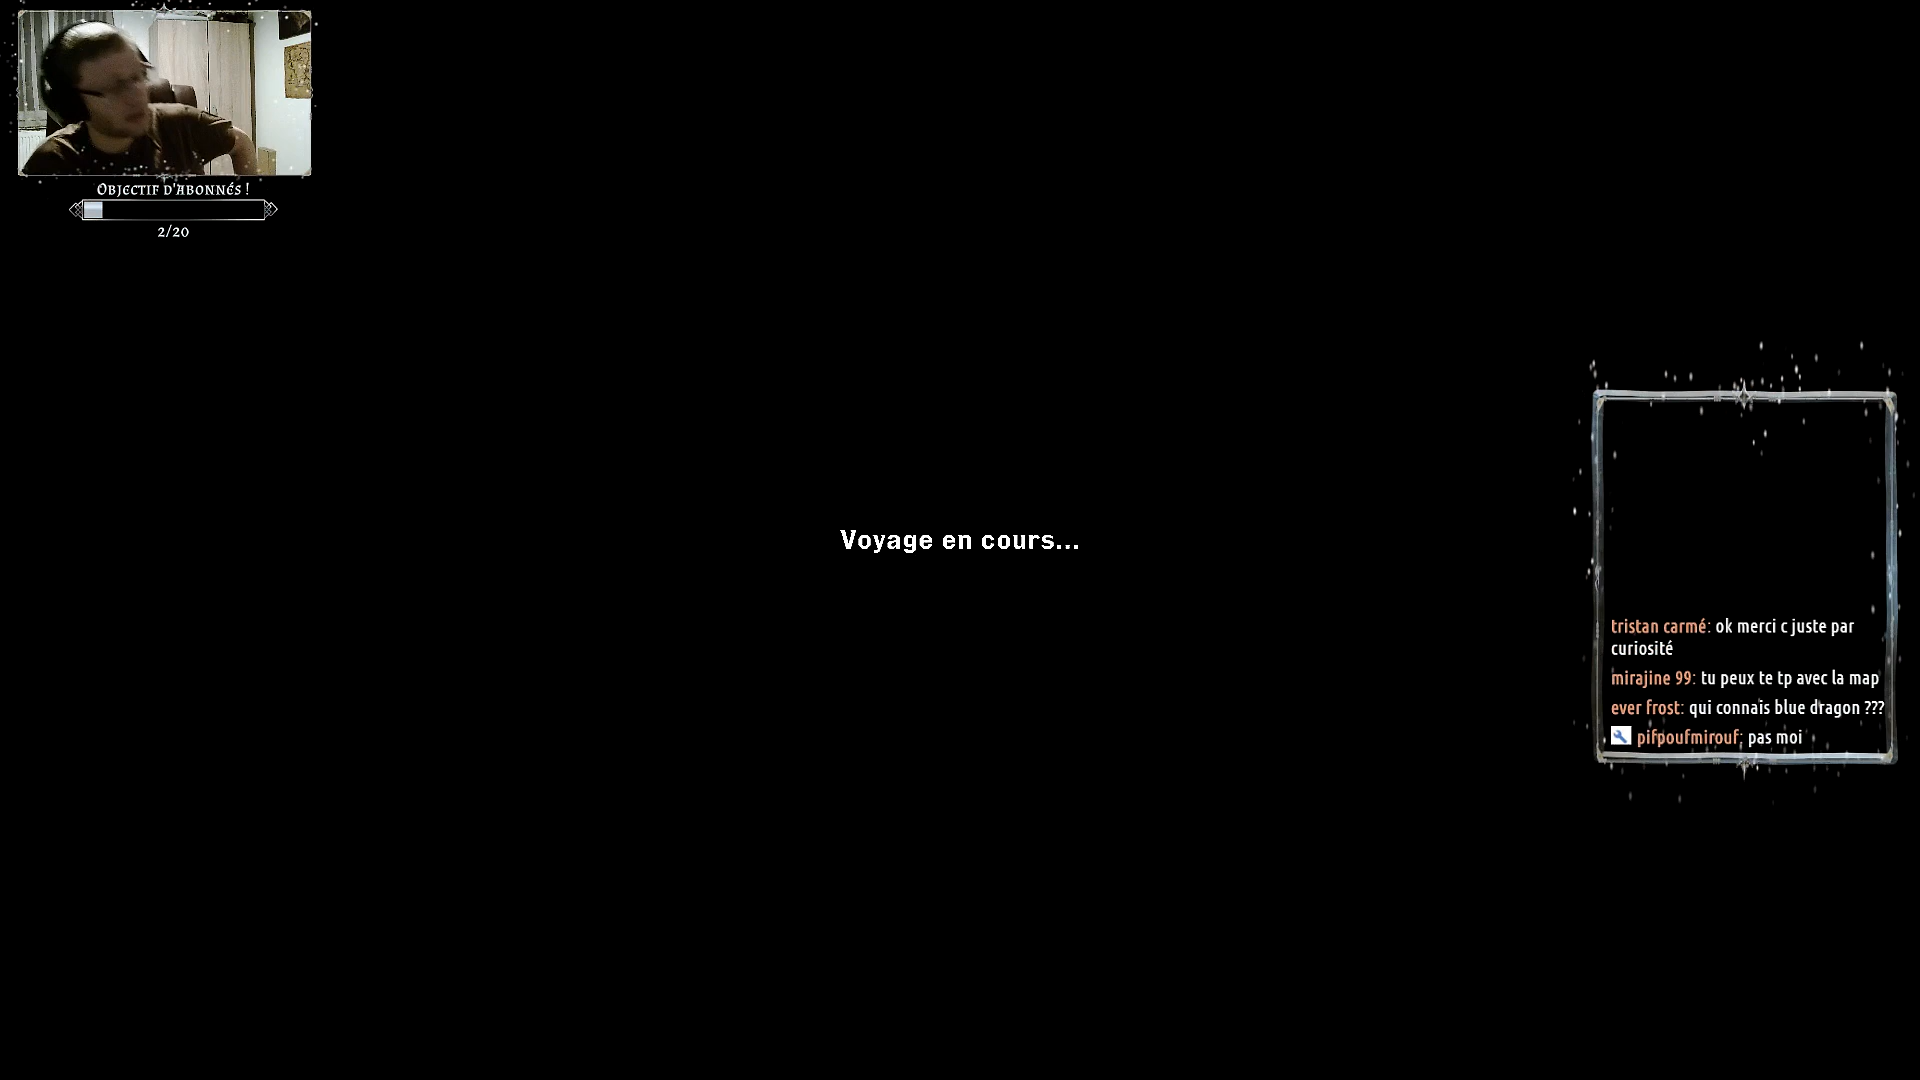 Objectif d'abonnés !
2/20
Voyage en cours...
tristan carmé: ok merci c juste par
curiosité
mirajine 99: tu peux te tp avec la map
ever frost: qui connais blue dragon ???
pifpoufmirouf: pas moi